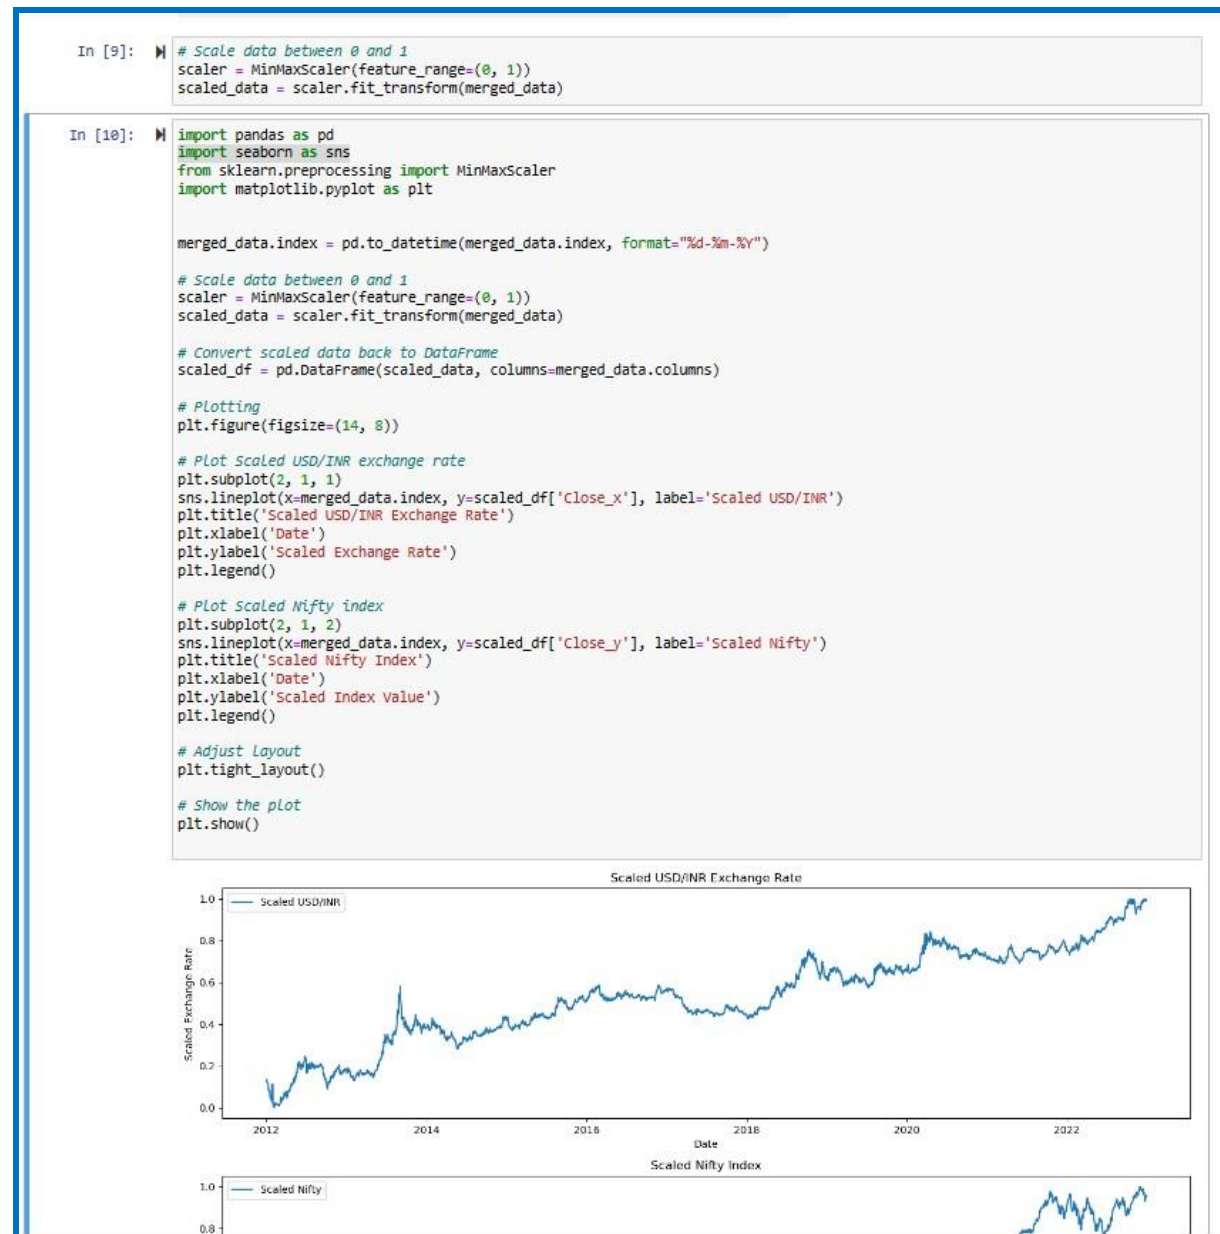 In [9]:
# Scale data between 0 and 1
scaler = MinMaxScaler(feature_range=(0, 1))
scaled_data = scaler.fit_transform(merged_data)
In [10]:
import pandas as pd
import seaborn as sns
from sklearn.preprocessing import MinMaxScaler
import matplotlib.pyplot as plt
merged_data.index = pd.to_datetime(merged_data.index, format="%d-%m-%Y")
# Scale data between 0 and 1
scaler = MinMaxScaler(feature_range=(0, 1))
scaled_data = scaler.fit_transform(merged_data)
# Convert scaled data back to DataFrame
scaled_df = pd.DataFrame(scaled_data, columns=merged_data.columns)
# Plotting
plt.figure(figsize=(14, 8))
# Plot Scaled USD/INR exchange rate
plt.subplot(2, 1, 1)
sns.lineplot(x=merged_data.index, y=scaled_df['Close_x'], label='Scaled USD/INR')
plt.title('Scaled USD/INR Exchange Rate')
plt.xlabel('Date')
plt.ylabel('Scaled Exchange Rate')
plt.legend()
# Plot Scaled Nifty index
plt.subplot(2, 1, 2)
sns.lineplot(x=merged_data.index, y=scaled_df['Close_y'], label='Scaled Nifty')
plt.title('Scaled Nifty Index')
plt.xlabel('Date')
plt.ylabel('Scaled Index Value')
plt.legend()
# Adjust layout
plt.tight_layout()
# Show the plot
plt.show()
Scaled USD/INR Exchange Rate
Scaled USD/INR
Scaled Exchange Rate
1.0
0.8
0.6
0.4
0.2
0.0
2012 2014 2016 2018 2020 2022
Date
Scaled Nifty Index
Scaled Nifty
1.0
0.8